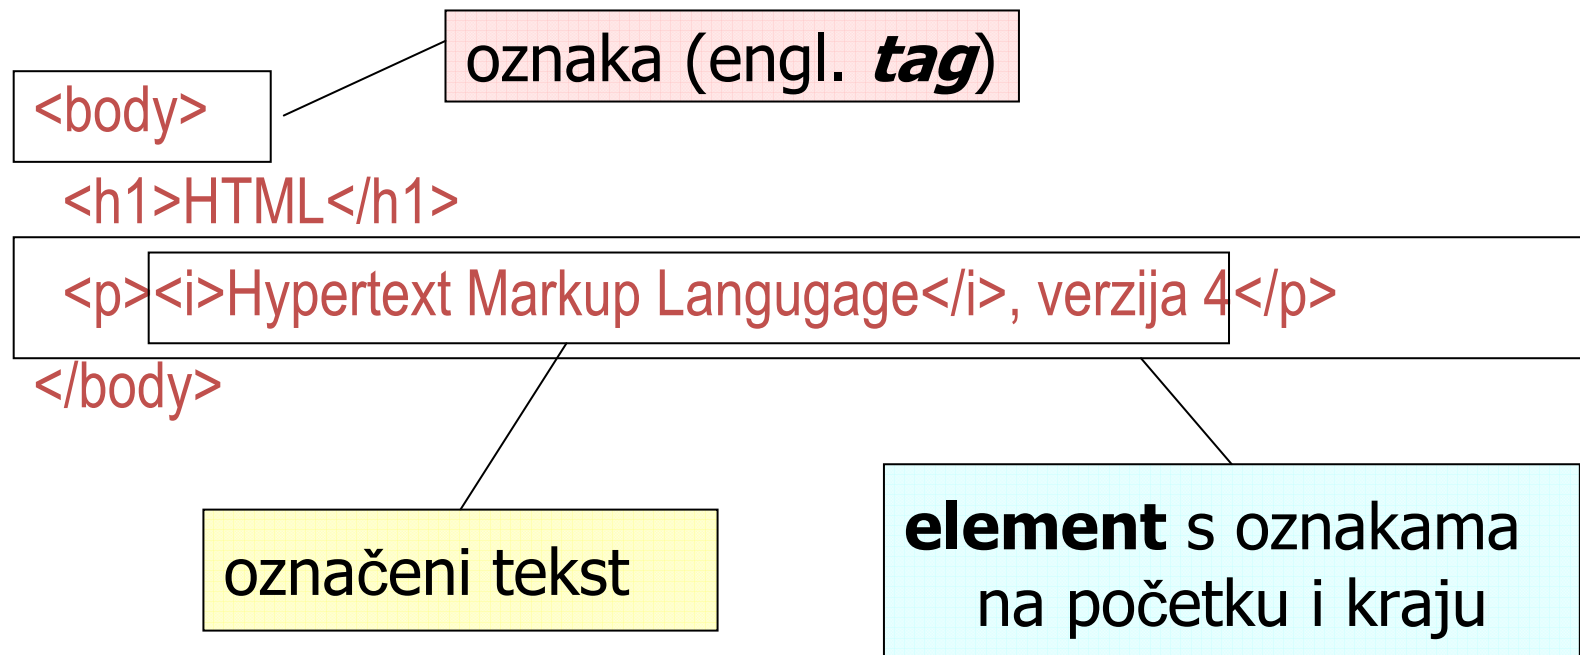 oznaka (engl. tag)
<body>
<h1>HTML</h1>
<p><i>Hypertext Markup Langugage</i>, verzija 4</p>
</body>
označeni tekst
element s oznakama
na početku i kraju